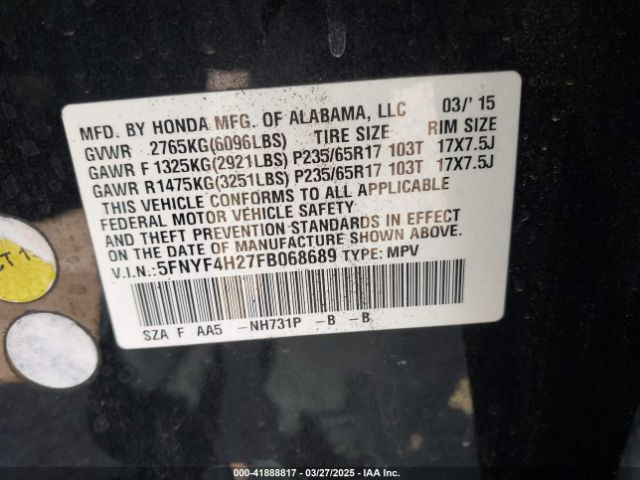 MFD. BY HONDA MFG. OF ALABAMA, LLC 03/'15
GVWR 2765KG(6096LBS) TIRE SIZE RIM SIZE
GAWR F 1325KG(2921LBS) P235/65R17 103T 17X7.5J
GAWR R1475KG(3251LBS) P235/65R17 103T 17X7.5J
THIS VEHICLE CONFORMS TO ALL APPLICABLE
FEDERAL MOTOR VEHICLE SAFETY
AND THEFT PREVENTION STANDARDS IN EFFECT
ON THE DATE OF MANUFACTURE SHOWN ABOVE.
V.I.N.:5FNYF4H27FB068689 TYPE: MPV
SZA F AA5 -NH731P -B -B
CT
000-41888817 - 03/27/2025 - IAA Inc.